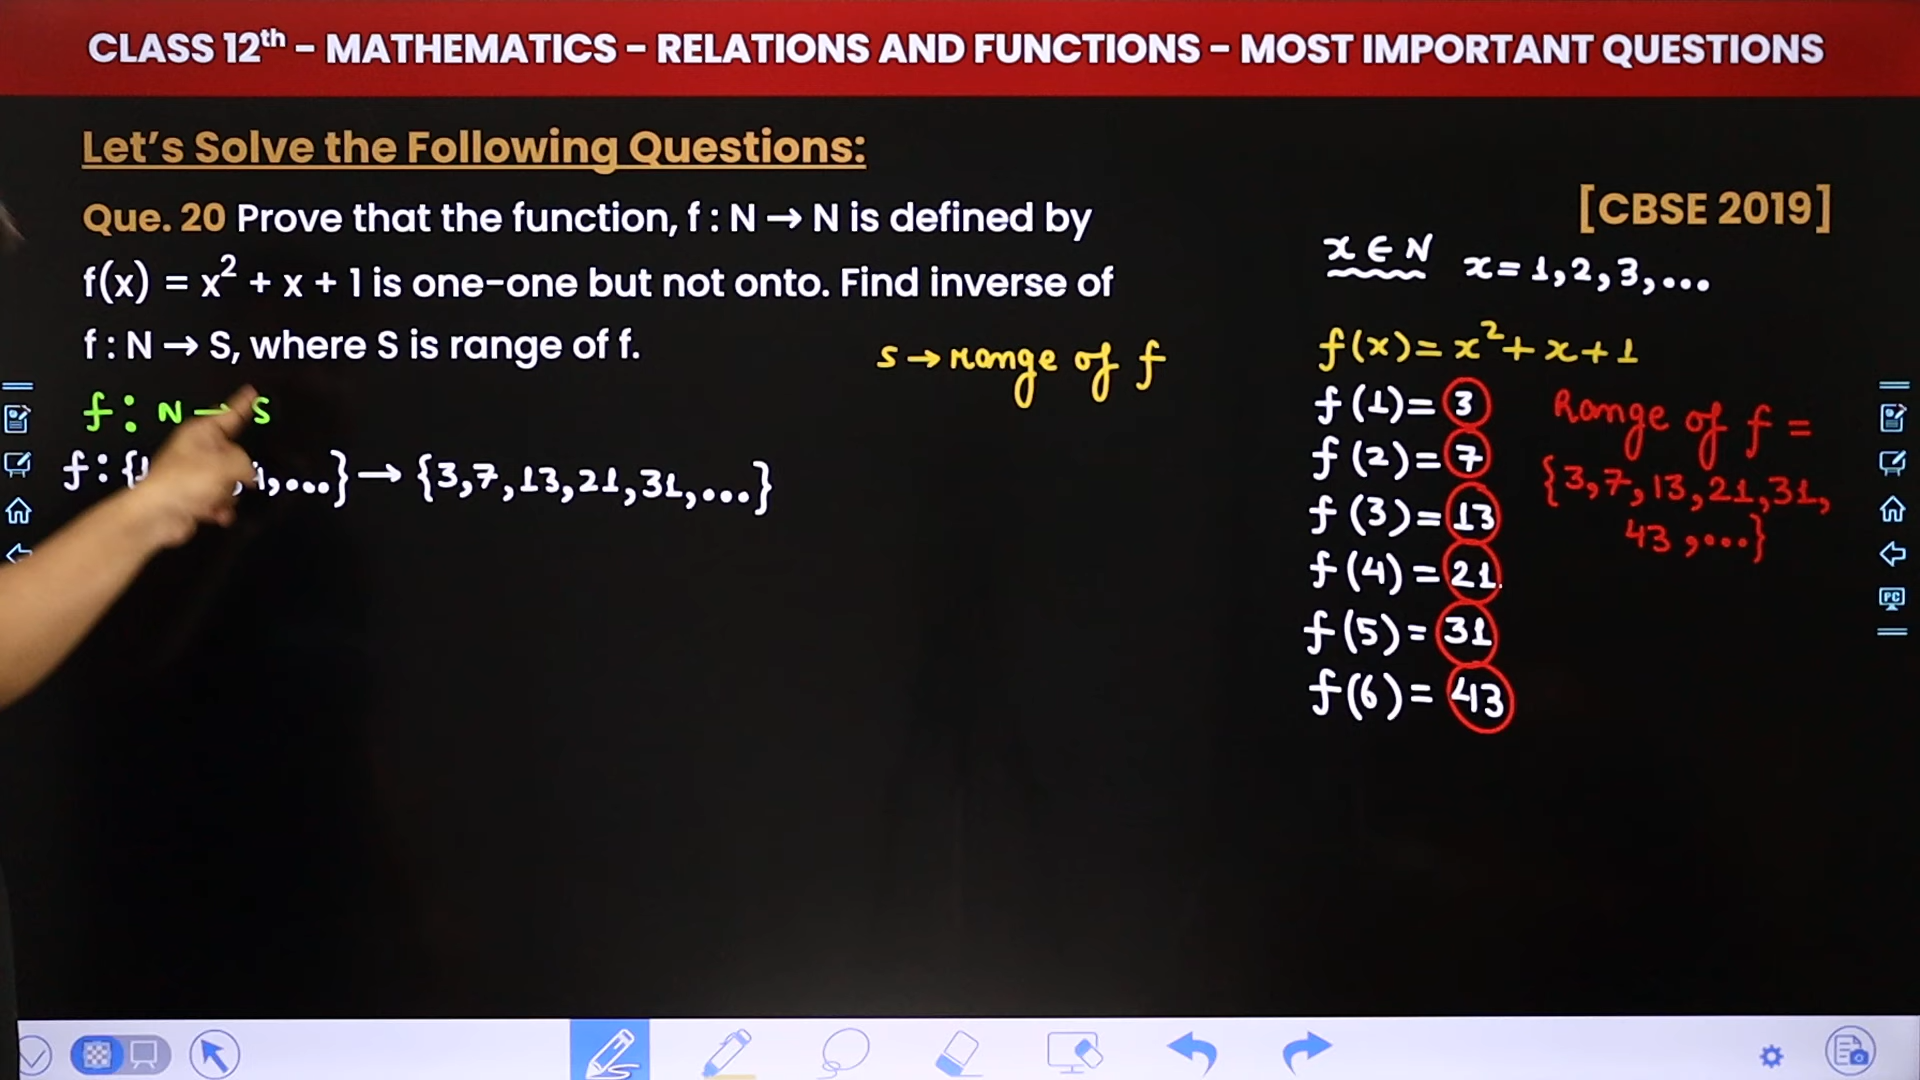 CLASS 12th - MATHEMATICS - RELATIONS AND FUNCTIONS - MOST IMPORTANT QUESTIONS
Let's Solve the Following Questions:
[CBSE 2019]
Que. 20 Prove that the function, f : N → N is defined by
f(x) = x² + x + 1 is one-one but not onto. Find inverse of
f : N → S, where S is range of f.
S → range of f
f : N → S
f : {1 ,...} → {3,7,13,21,31,...}
x ∈ N x = 1,2,3,...
f(x) = x² + x + 1
f(1) = 3
f(2) = 7
f(3) = 13
f(4) = 21
f(5) = 31
f(6) = 43
Range of f =
{3,7,13,21,31,
43,...}
PC